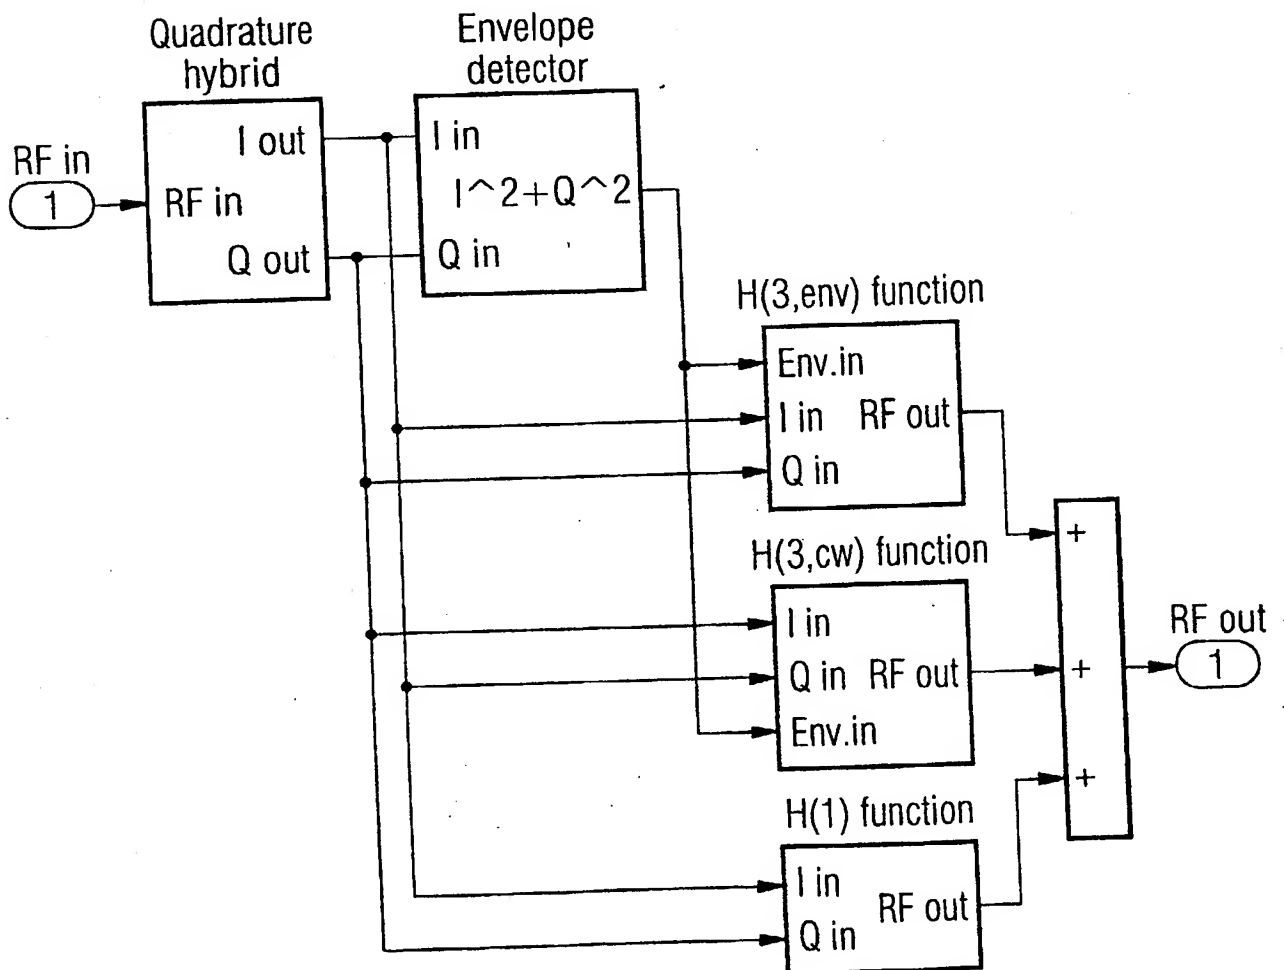 Quadrature
hybrid
Envelope
detector
RF in
1
I out
RF in
Q out
I in
I^2+Q^2
Q in
H(3,env) function
Env.in
I in RF out
Q in
H(3,cw) function
I in
Q in RF out
Env.in
H(1) function
I in
RF out
Q in
+
+
+
RF out
1